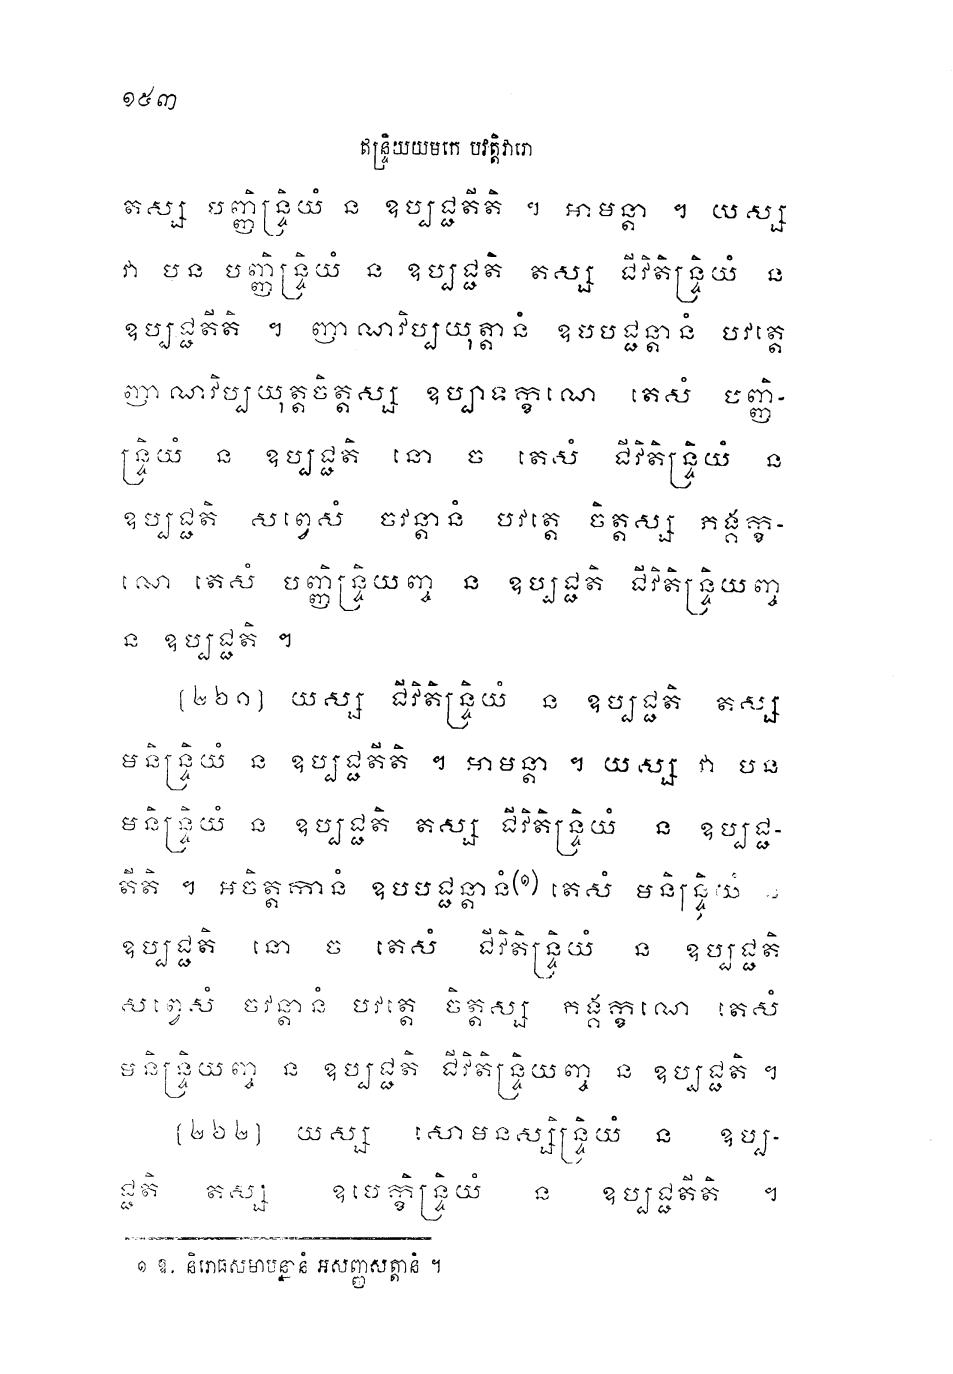 ១៥៣
ឥន្ទ្រិយយមកេ បវត្តិវារោ
តស្ស បញ្ញិន្ទ្រិយំ ន ឧប្បជ្ជតីតិ ។ អាមន្តា ។ យស្ស
វា បន បញ្ញិន្ទ្រិយំ ន ឧប្បជ្ជតិ តស្ស ជីវិតិន្ទ្រិយំ ន
ឧប្បជ្ជតីតិ ។ ញាណវិប្បយុត្តានំ ឧបបជ្ជន្តានំ បវត្តេ
ញាណវិប្បយុត្តចិត្តស្ស ឧប្បាទក្ខណេ តេសំ បញ្ញិ-
ន្ទ្រិយំ ន ឧប្បជ្ជតិ នោ ច តេសំ ជីវិតិន្ទ្រិយំ ន
ឧប្បជ្ជតិ សព្វេសំ ចវន្តានំ បវត្តេ ចិត្តស្ស ភង្គក្ខ-
ណេ តេសំ បញ្ញិន្ទ្រិយញ្ច ន ឧប្បជ្ជតិ ជីវិតិន្ទ្រិយញ្ច
ន ឧប្បជ្ជតិ ។
(២៦១) យស្ស ជីវិតិន្ទ្រិយំ ន ឧប្បជ្ជតិ តស្ស
មនិន្ទ្រិយំ ន ឧប្បជ្ជតីតិ ។ អាមន្តា ។ យស្ស វា បន
មនិន្ទ្រិយំ ន ឧប្បជ្ជតិ តស្ស ជីវិតិន្ទ្រិយំ ន ឧប្បជ្ជ-
តីតិ ។ អចិត្តកានំ ឧបបជ្ជន្តានំ(១) តេសំ មនិន្ទ្រិយំ ន
ឧប្បជ្ជតិ នោ ច តេសំ ជីវិតិន្ទ្រិយំ ន ឧប្បជ្ជតិ
សព្វេសំ ចវន្តានំ បវត្តេ ចិត្តស្ស ភង្គក្ខណេ តេសំ
មនិន្ទ្រិយញ្ច ន ឧប្បជ្ជតិ ជីវិតិន្ទ្រិយញ្ច ន ឧប្បជ្ជតិ ។
(២៦២) យស្ស សោមនស្សិន្ទ្រិយំ ន ឧប្ប-
ជ្ជតិ តស្ស ឧបេក្ខិន្ទ្រិយំ ន ឧប្បជ្ជតីតិ ។
១ ឱ. និរោធសមាបន្នានំ អសញ្ញសត្តានំ ។